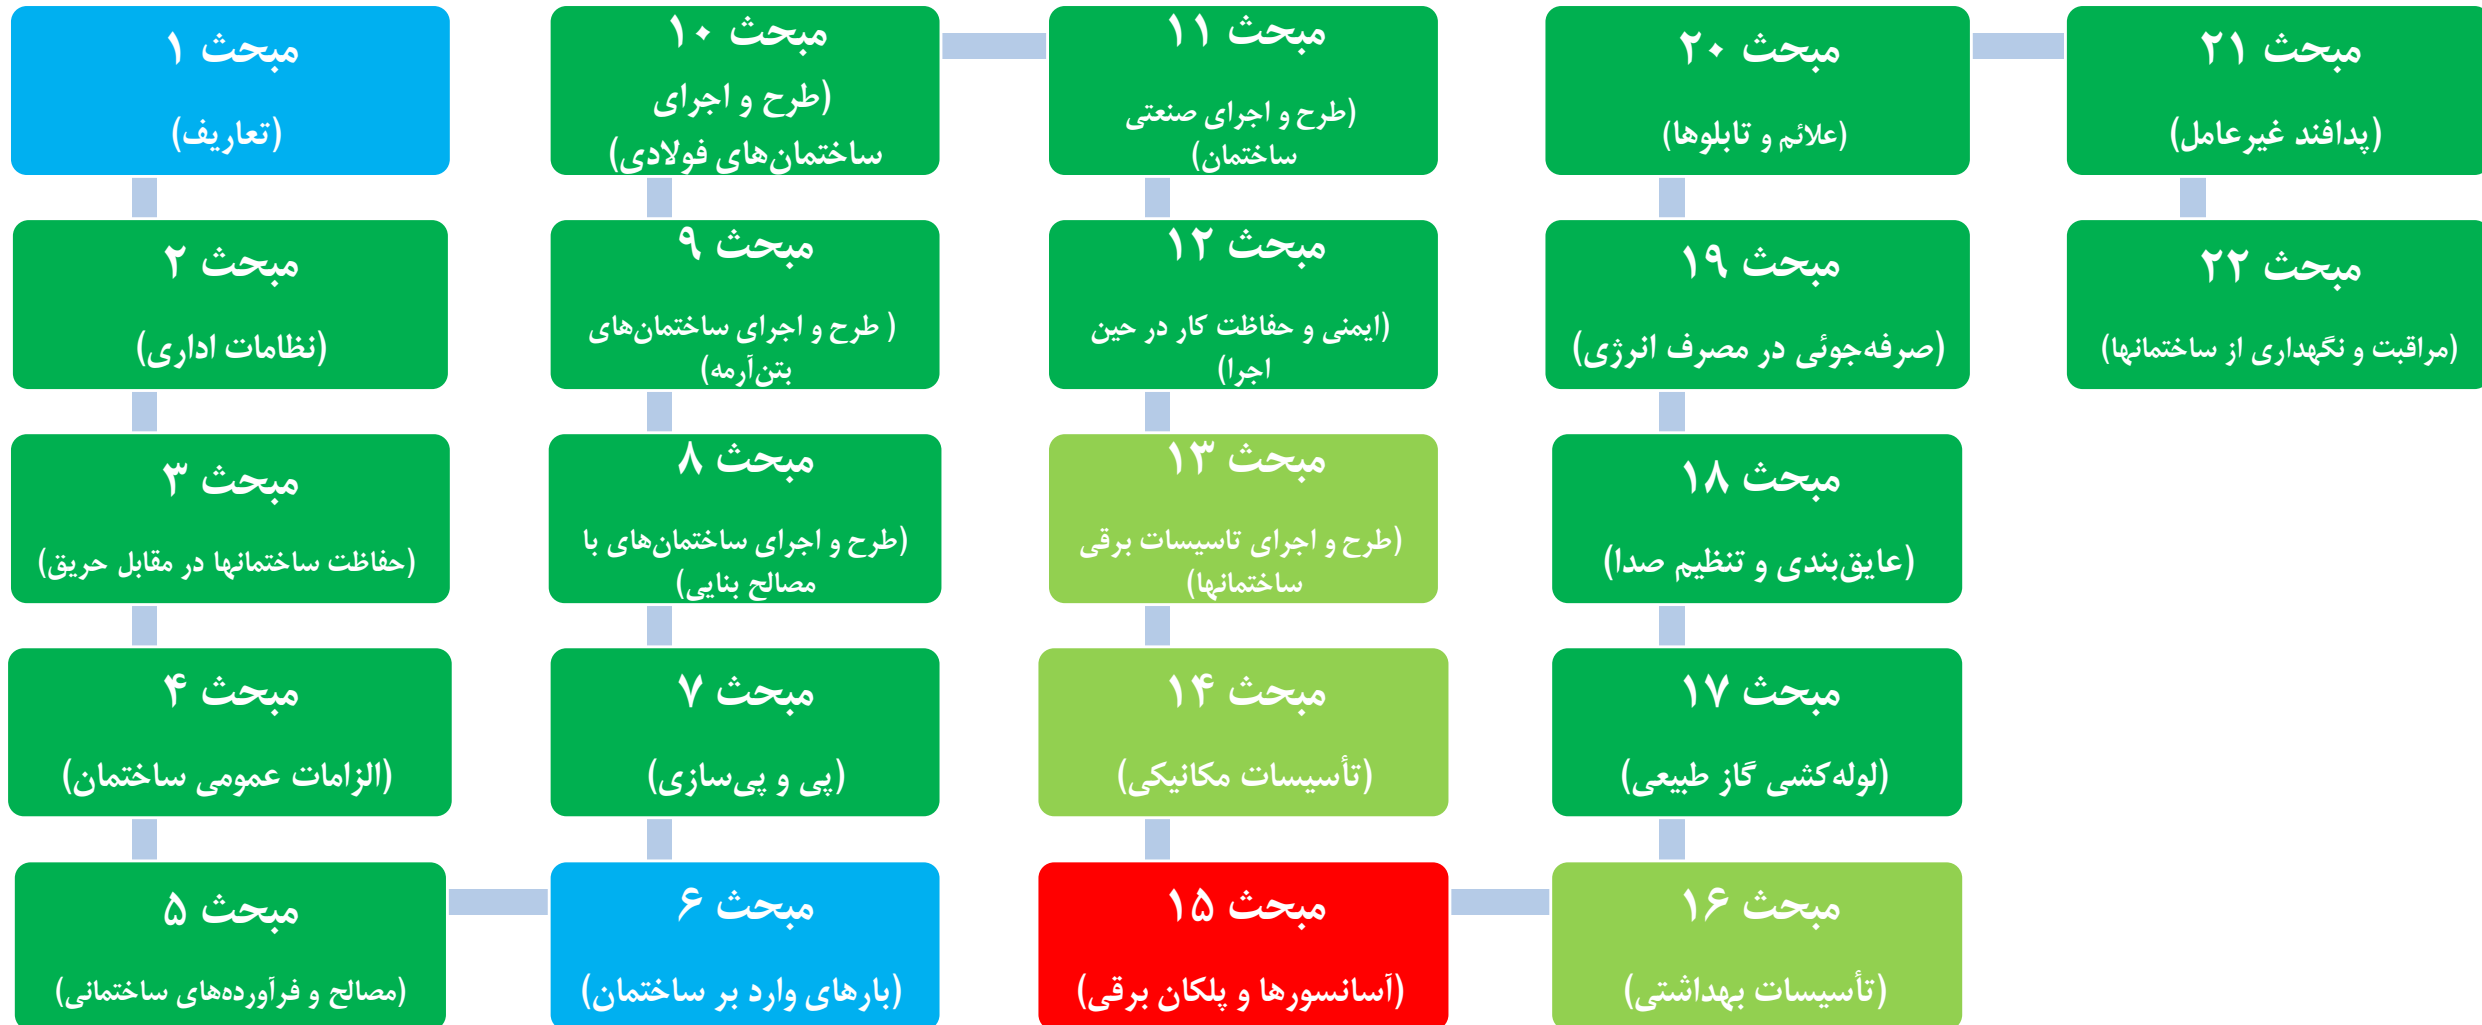 مبحث ۱
(تعاریف)
مبحث ۲
(نظامات اداری)
مبحث ۳
(حفاظت ساختمانها در مقابل حریق)
مبحث ۴
(الزامات عمومی ساختمان)
مبحث ۵
(مصالح و فرآورده‌های ساختمانی)
مبحث ۶
(بارهای وارد بر ساختمان)
مبحث ۷
(پی و پی‌سازی)
مبحث ۸
(طرح و اجرای ساختمان‌های با
مصالح بنایی)
مبحث ۹
( طرح و اجرای ساختمان‌های
بتن‌آرمه)
مبحث ۱۰
(طرح و اجرای
ساختمان‌های فولادی)
مبحث ۱۱
(طرح و اجرای صنعتی
ساختمان)
مبحث ۱۲
(ایمنی و حفاظت کار در حین
اجرا)
مبحث ۱۳
(طرح و اجرای تاسیسات برقی
ساختمانها)
مبحث ۱۴
(تأسیسات مکانیکی)
مبحث ۱۵
(آسانسورها و پلکان برقی)
مبحث ۱۶
(تأسیسات بهداشتی)
مبحث ۱۷
(لوله‌کشی گاز طبیعی)
مبحث ۱۸
(عایق‌بندی و تنظیم صدا)
مبحث ۱۹
(صرفه‌جوئی در مصرف انرژی)
مبحث ۲۰
(علائم و تابلوها)
مبحث ۲۱
(پدافند غیرعامل)
مبحث ۲۲
(مراقبت و نگهداری از ساختمانها)